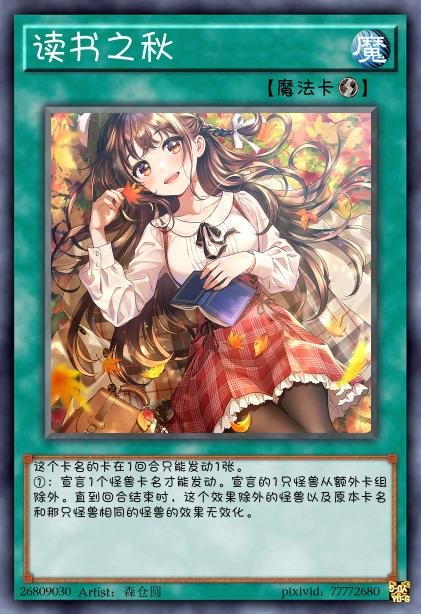 读书之秋
魔
【魔法卡】
这个卡名的卡在1回合只能发动1张。
①：宣言1个怪兽卡名才能发动。宣言的1只怪兽从额外卡组
除外。直到回合结束时，这个效果除外的怪兽以及原本卡名
和那只怪兽相同的怪兽的效果无效化。
26809030 Artist：森仓圆 pixivid：77772680